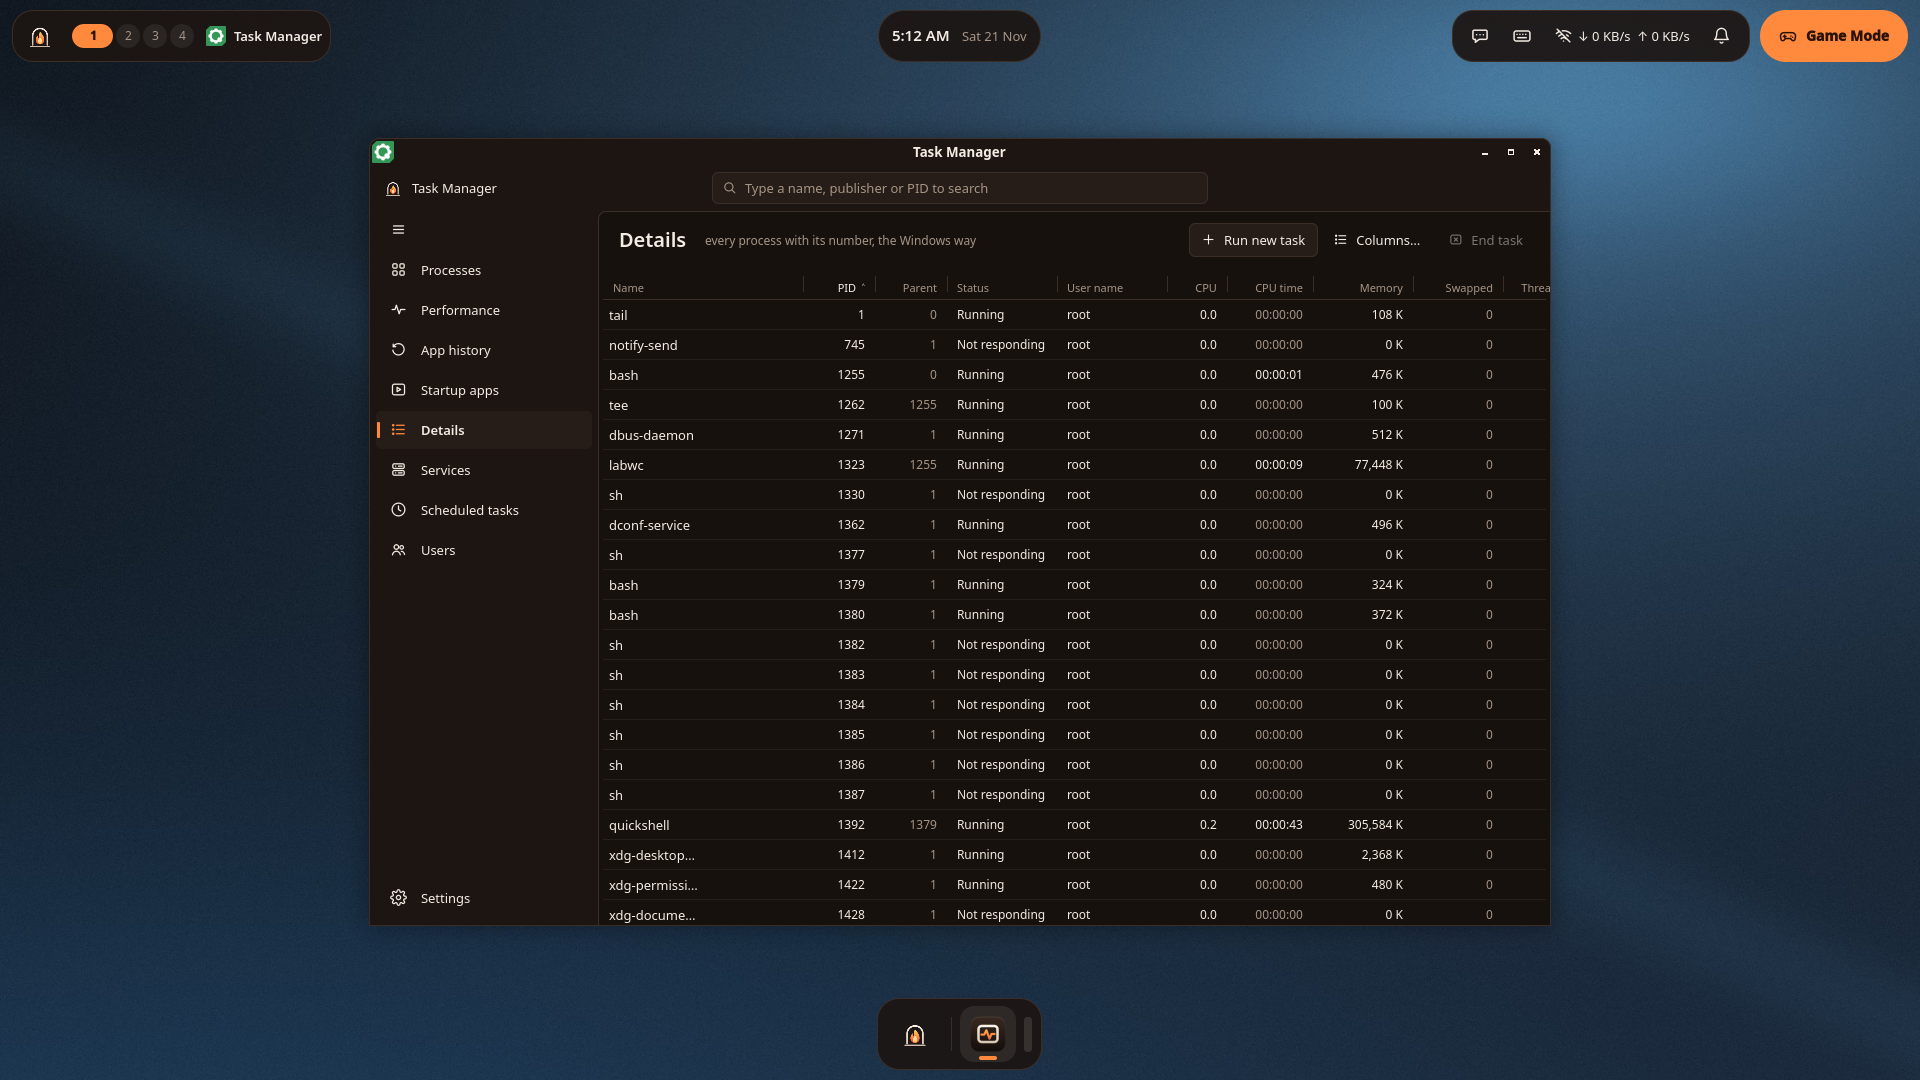 1 2 3 4 Task Manager 5:12 AM Sat 21 Nov 0 KB/s 0 KB/s Game Mode
Task Manager
Task Manager Type a name, publisher or PID to search
Details every process with its number, the Windows way Run new task Columns... End task
Processes
Performance
App history
Startup apps
Details
Services
Scheduled tasks
Users
Settings
Name PID Parent Status User name CPU CPU time Memory Swapped Threa
tail 1 0 Running root 0.0 00:00:00 108 K 0
notify-send 745 1 Not responding root 0.0 00:00:00 0 K 0
bash 1255 0 Running root 0.0 00:00:01 476 K 0
tee 1262 1255 Running root 0.0 00:00:00 100 K 0
dbus-daemon 1271 1 Running root 0.0 00:00:00 512 K 0
labwc 1323 1255 Running root 0.0 00:00:09 77,448 K 0
sh 1330 1 Not responding root 0.0 00:00:00 0 K 0
dconf-service 1362 1 Running root 0.0 00:00:00 496 K 0
sh 1377 1 Not responding root 0.0 00:00:00 0 K 0
bash 1379 1 Running root 0.0 00:00:00 324 K 0
bash 1380 1 Running root 0.0 00:00:00 372 K 0
sh 1382 1 Not responding root 0.0 00:00:00 0 K 0
sh 1383 1 Not responding root 0.0 00:00:00 0 K 0
sh 1384 1 Not responding root 0.0 00:00:00 0 K 0
sh 1385 1 Not responding root 0.0 00:00:00 0 K 0
sh 1386 1 Not responding root 0.0 00:00:00 0 K 0
sh 1387 1 Not responding root 0.0 00:00:00 0 K 0
quickshell 1392 1379 Running root 0.2 00:00:43 305,584 K 0
xdg-desktop... 1412 1 Running root 0.0 00:00:00 2,368 K 0
xdg-permissi... 1422 1 Running root 0.0 00:00:00 480 K 0
xdg-docume... 1428 1 Not responding root 0.0 00:00:00 0 K 0